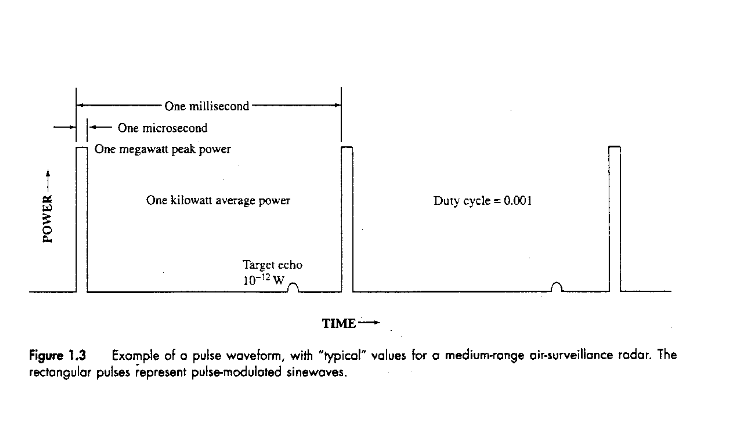 One millisecond
One microsecond
One megawatt peak power
One kilowatt average power
Duty cycle = 0.001
POWER
Target echo
10⁻¹² W
TIME
Figure 1.3 Example of a pulse waveform, with "typical" values for a medium-range air-surveillance radar. The
rectangular pulses represent pulse-modulated sinewaves.